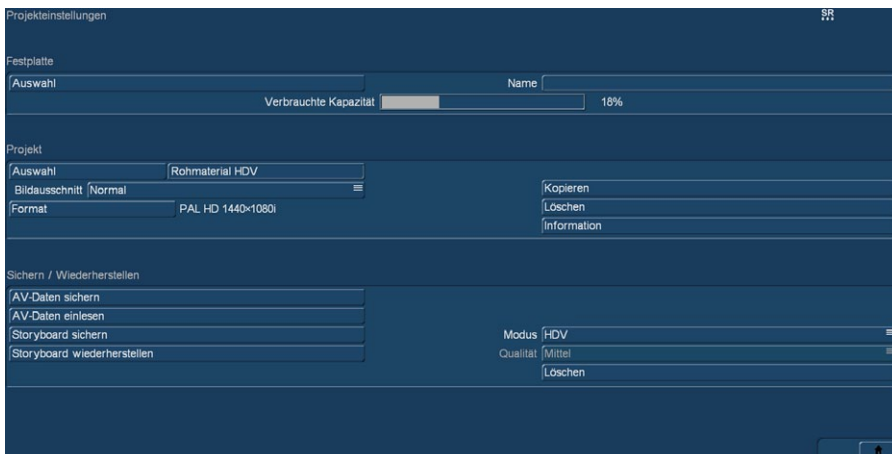 Projekteinstellungen SR
Festplatte
Auswahl Name
Verbrauchte Kapazität 18%
Projekt
Auswahl Rohmaterial HDV
Bildausschnitt Normal Kopieren
Format PAL HD 1440×1080i Löschen
Information
Sichern / Wiederherstellen
AV-Daten sichern
AV-Daten einlesen
Storyboard sichern Modus HDV
Storyboard wiederherstellen Qualität Mittel
Löschen